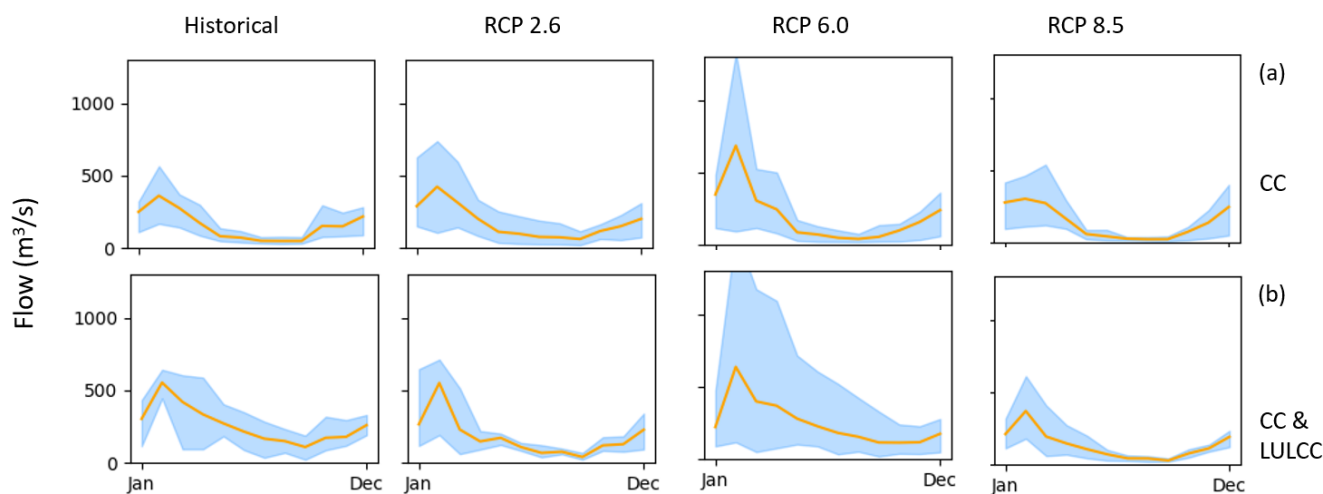 Historical RCP 2.6 RCP 6.0 RCP 8.5
(a)
1000
CC
500
0
Flow (m³/s)
(b)
1000
500
CC &
LULCC
0
Jan Dec Jan Dec Jan Dec Jan Dec